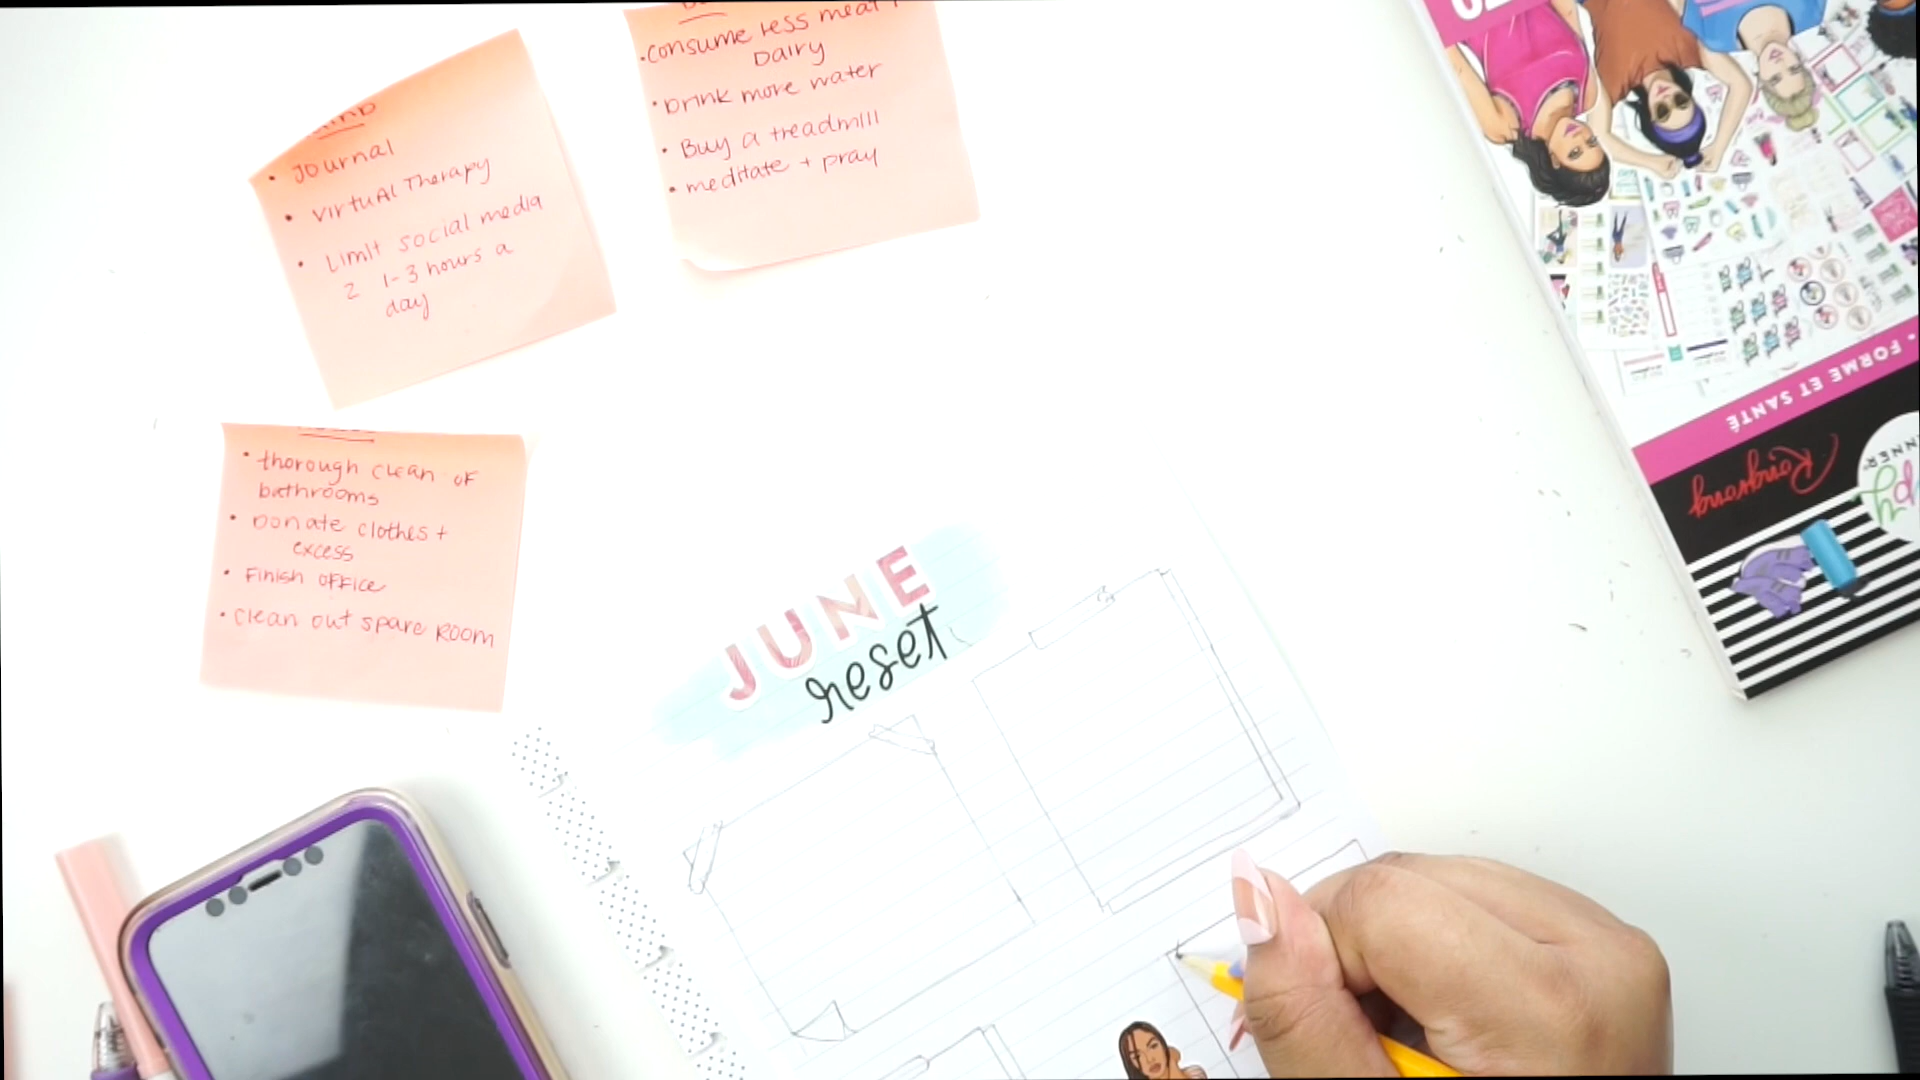 • Journal
• Virtual Therapy
• Limit social media
2 1-3 hours a
day
• consume less meat
Dairy
• Drink more water
• Buy a treadmill
• meditate + pray
• thorough clean of
bathrooms
• Donate clothes +
excess
• Finish office
• clean out spare Room
JUNE
reset
• FORME ET SANTÉ
Rongrong